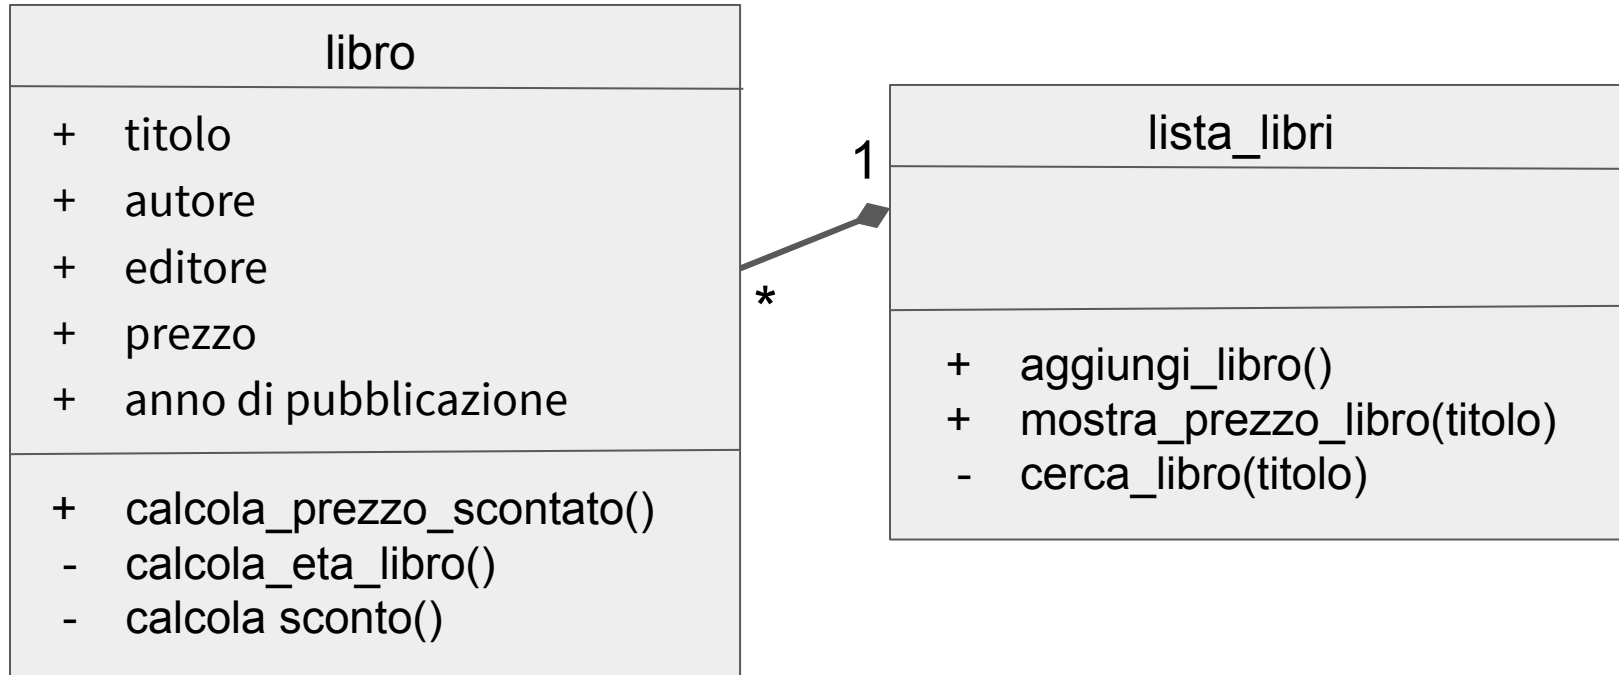 libro
+ titolo
+ autore
+ editore
+ prezzo
+ anno di pubblicazione
+ calcola_prezzo_scontato()
- calcola_eta_libro()
- calcola sconto()
1
*
lista_libri
+ aggiungi_libro()
+ mostra_prezzo_libro(titolo)
- cerca_libro(titolo)